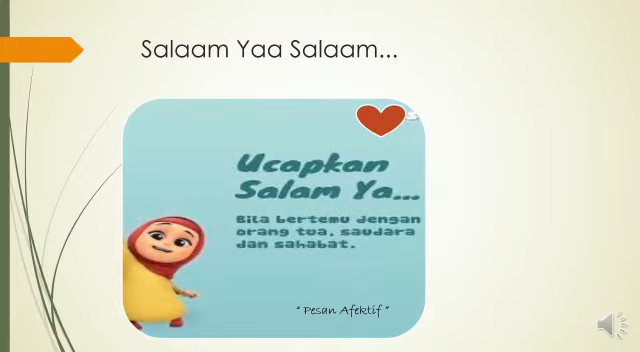 Salaam Yaa Salaam...
Ucapkan
Salam Ya...
Bila bertemu dengan
orang tua, saudara
dan sahabat.
" Pesan Afektif "